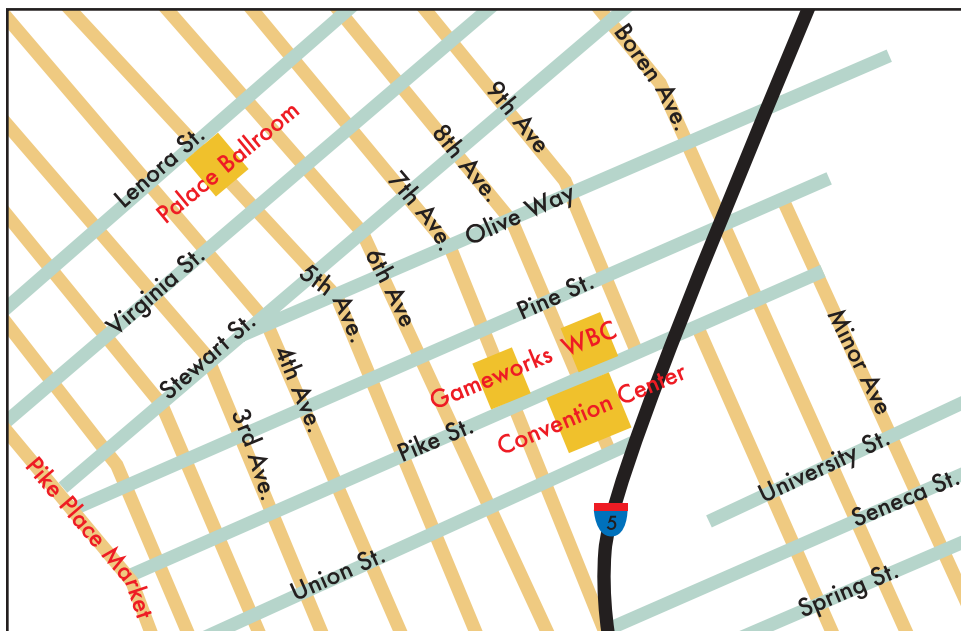 Boren Ave.
9th Ave
Lenora St.
Palace Ballroom
8th Ave.
7th Ave.
Olive Way
Virginia St.
6th Ave
5th Ave.
Pine St.
Stewart St.
Minor Ave
WBC
Gameworks
4th Ave.
Convention Center
3rd Ave.
Pike St.
University St.
Pike Place Market
Seneca St.
5
Union St.
Spring St.